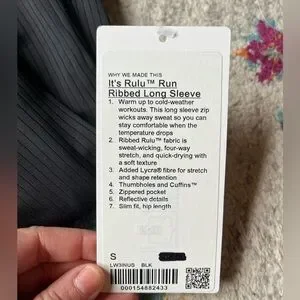 WHY WE MADE THIS
It's Rulu™ Run
Ribbed Long Sleeve
1. Warm up to cold-weather
workouts. This long sleeve zip
wicks away sweat so you can
stay comfortable when the
temperature drops
2. Ribbed Rulu™ fabric is
sweat-wicking, four-way
stretch, and quick-drying with
a soft texture
3. Added Lycra® fibre for stretch
and shape retention
4. Thumbholes and Cuffins™
5. Zippered pocket
6. Reflective details
7. Slim fit, hip length
S
LW3INUS BLK
000154882433